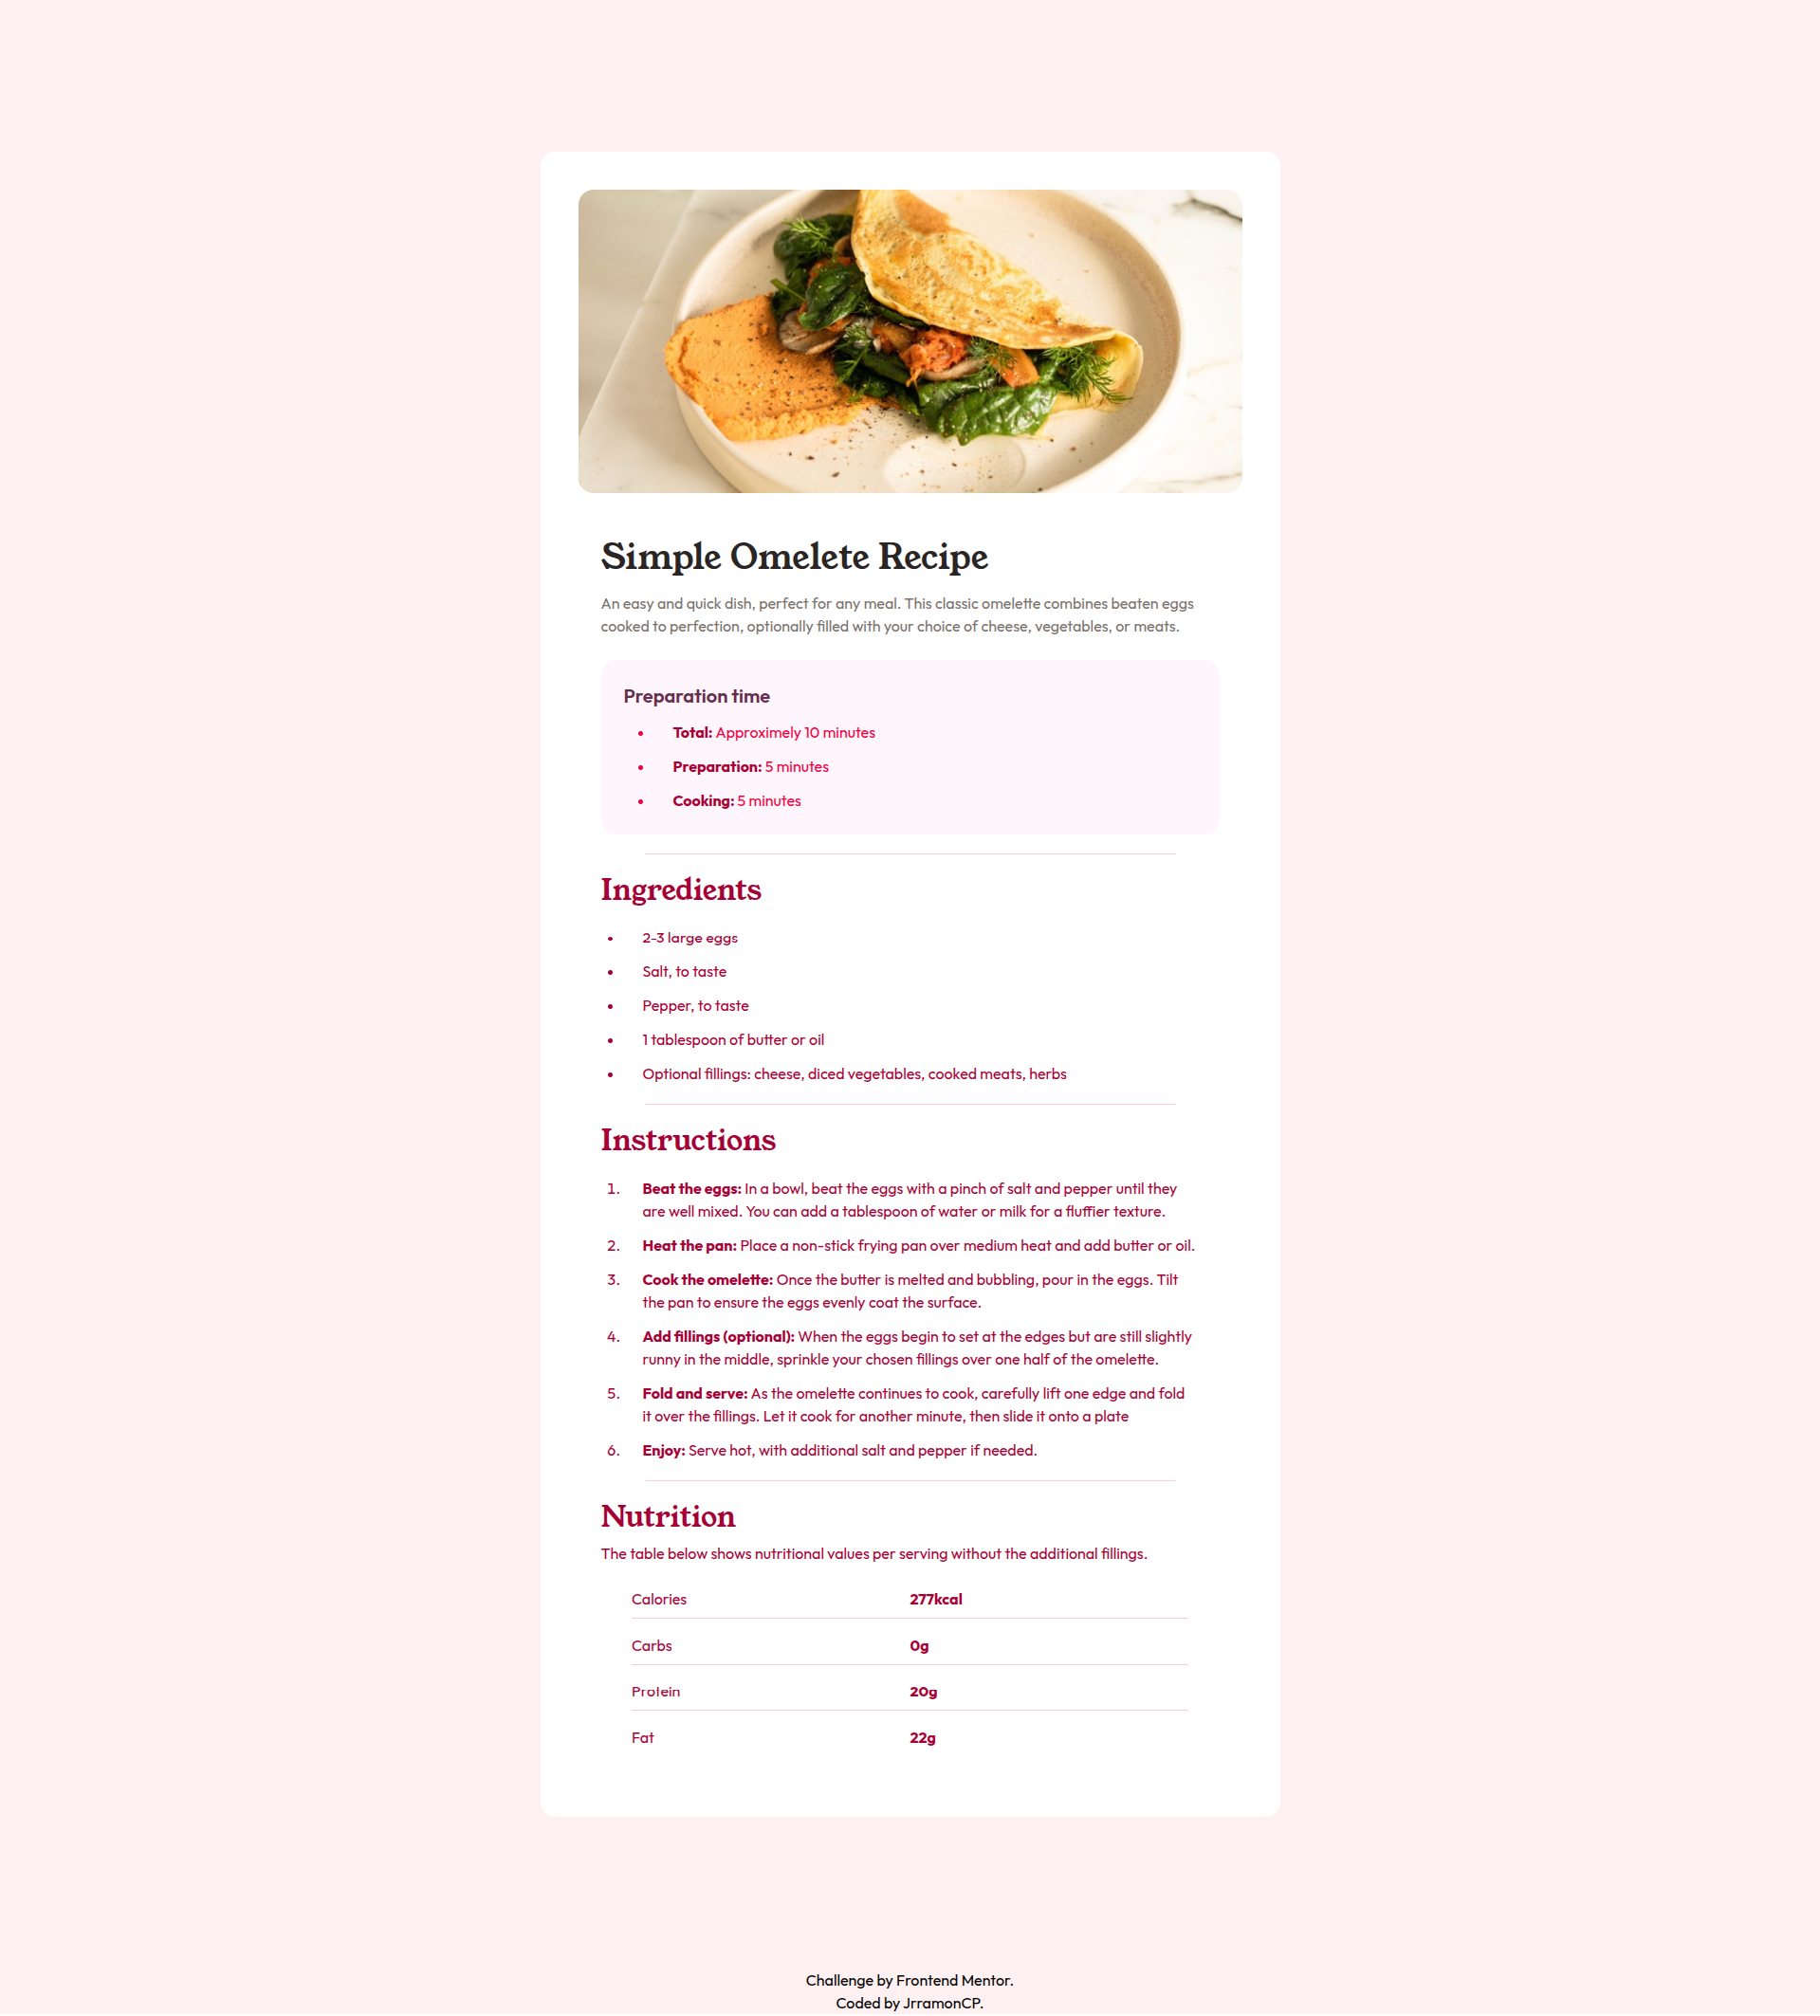 Simple Omelete Recipe
An easy and quick dish, perfect for any meal. This classic omelette combines beaten eggs
cooked to perfection, optionally filled with your choice of cheese, vegetables, or meats.
Preparation time
• Total: Approximely 10 minutes
• Preparation: 5 minutes
• Cooking: 5 minutes
Ingredients
• 2-3 large eggs
• Salt, to taste
• Pepper, to taste
• 1 tablespoon of butter or oil
• Optional fillings: cheese, diced vegetables, cooked meats, herbs
Instructions
1. Beat the eggs: In a bowl, beat the eggs with a pinch of salt and pepper until they
are well mixed. You can add a tablespoon of water or milk for a fluffier texture.
2. Heat the pan: Place a non-stick frying pan over medium heat and add butter or oil.
3. Cook the omelette: Once the butter is melted and bubbling, pour in the eggs. Tilt
the pan to ensure the eggs evenly coat the surface.
4. Add fillings (optional): When the eggs begin to set at the edges but are still slightly
runny in the middle, sprinkle your chosen fillings over one half of the omelette.
5. Fold and serve: As the omelette continues to cook, carefully lift one edge and fold
it over the fillings. Let it cook for another minute, then slide it onto a plate
6. Enjoy: Serve hot, with additional salt and pepper if needed.
Nutrition
The table below shows nutritional values per serving without the additional fillings.
Calories 277kcal
Carbs 0g
Protein 20g
Fat 22g
Challenge by Frontend Mentor.
Coded by JrramonCP.